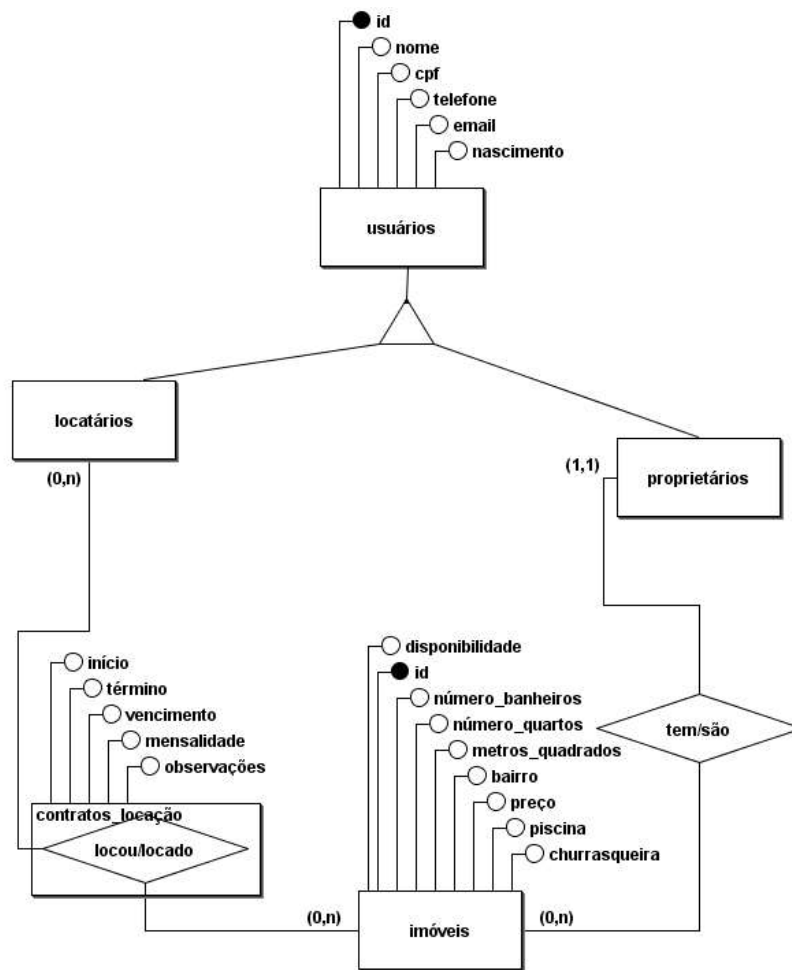 id
nome
cpf
telefone
email
nascimento
usuários
locatários
(0,n)
(1,1)
proprietários
disponibilidade
id
número_banheiros
número_quartos
metros_quadrados
bairro
preço
piscina
churrasqueira
início
término
vencimento
mensalidade
observações
contratos_locação
locou/locado
tem/são
(0,n)
imóveis
(0,n)